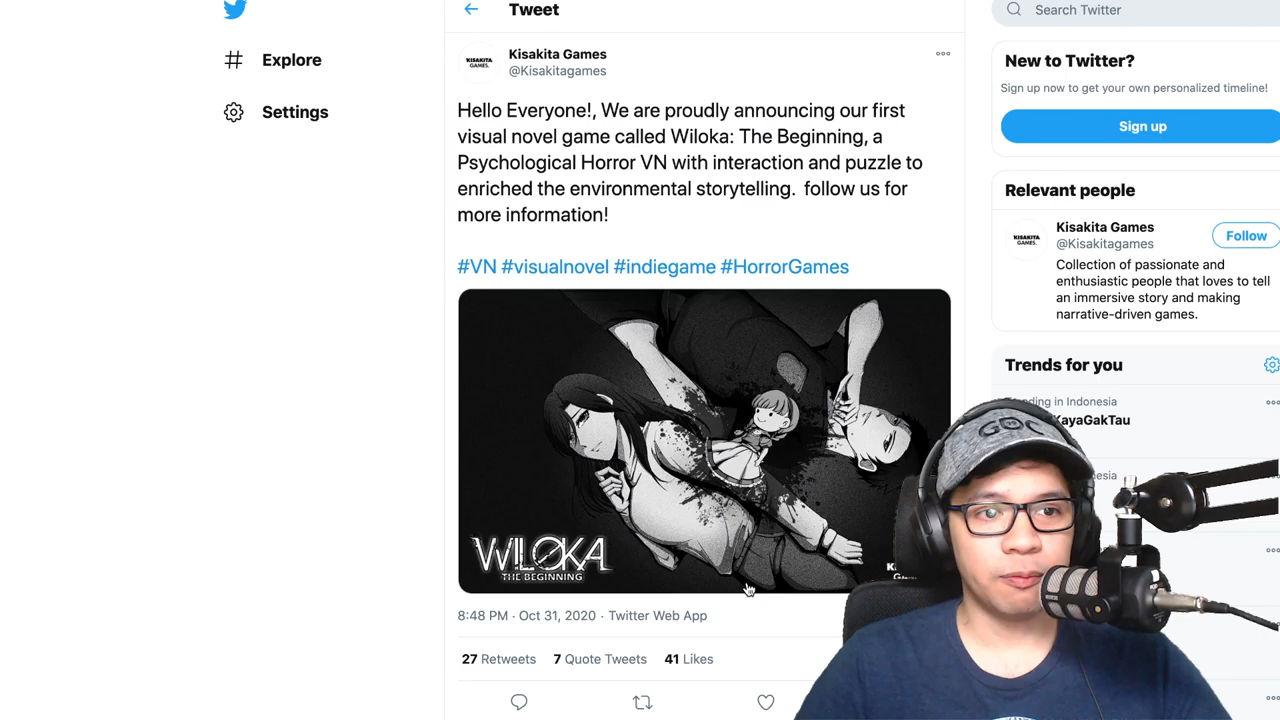 Tweet
Search Twitter
Explore
Settings
KISAKITA
GAMES.
Kisakita Games
@Kisakitagames
Hello Everyone!, We are proudly announcing our first
visual novel game called Wiloka: The Beginning, a
Psychological Horror VN with interaction and puzzle to
enriched the environmental storytelling.  follow us for
more information!
#VN #visualnovel #indiegame #HorrorGames
WILOKA
THE BEGINNING
8:48 PM · Oct 31, 2020 · Twitter Web App
27 Retweets 7 Quote Tweets 41 Likes
New to Twitter?
Sign up now to get your own personalized timeline!
Sign up
Relevant people
KISAKITA
GAMES.
Kisakita Games
@Kisakitagames
Follow
Collection of passionate and
enthusiastic people that loves to tell
an immersive story and making
narrative-driven games.
Trends for you
in Indonesia
KayaGakTau
GDC